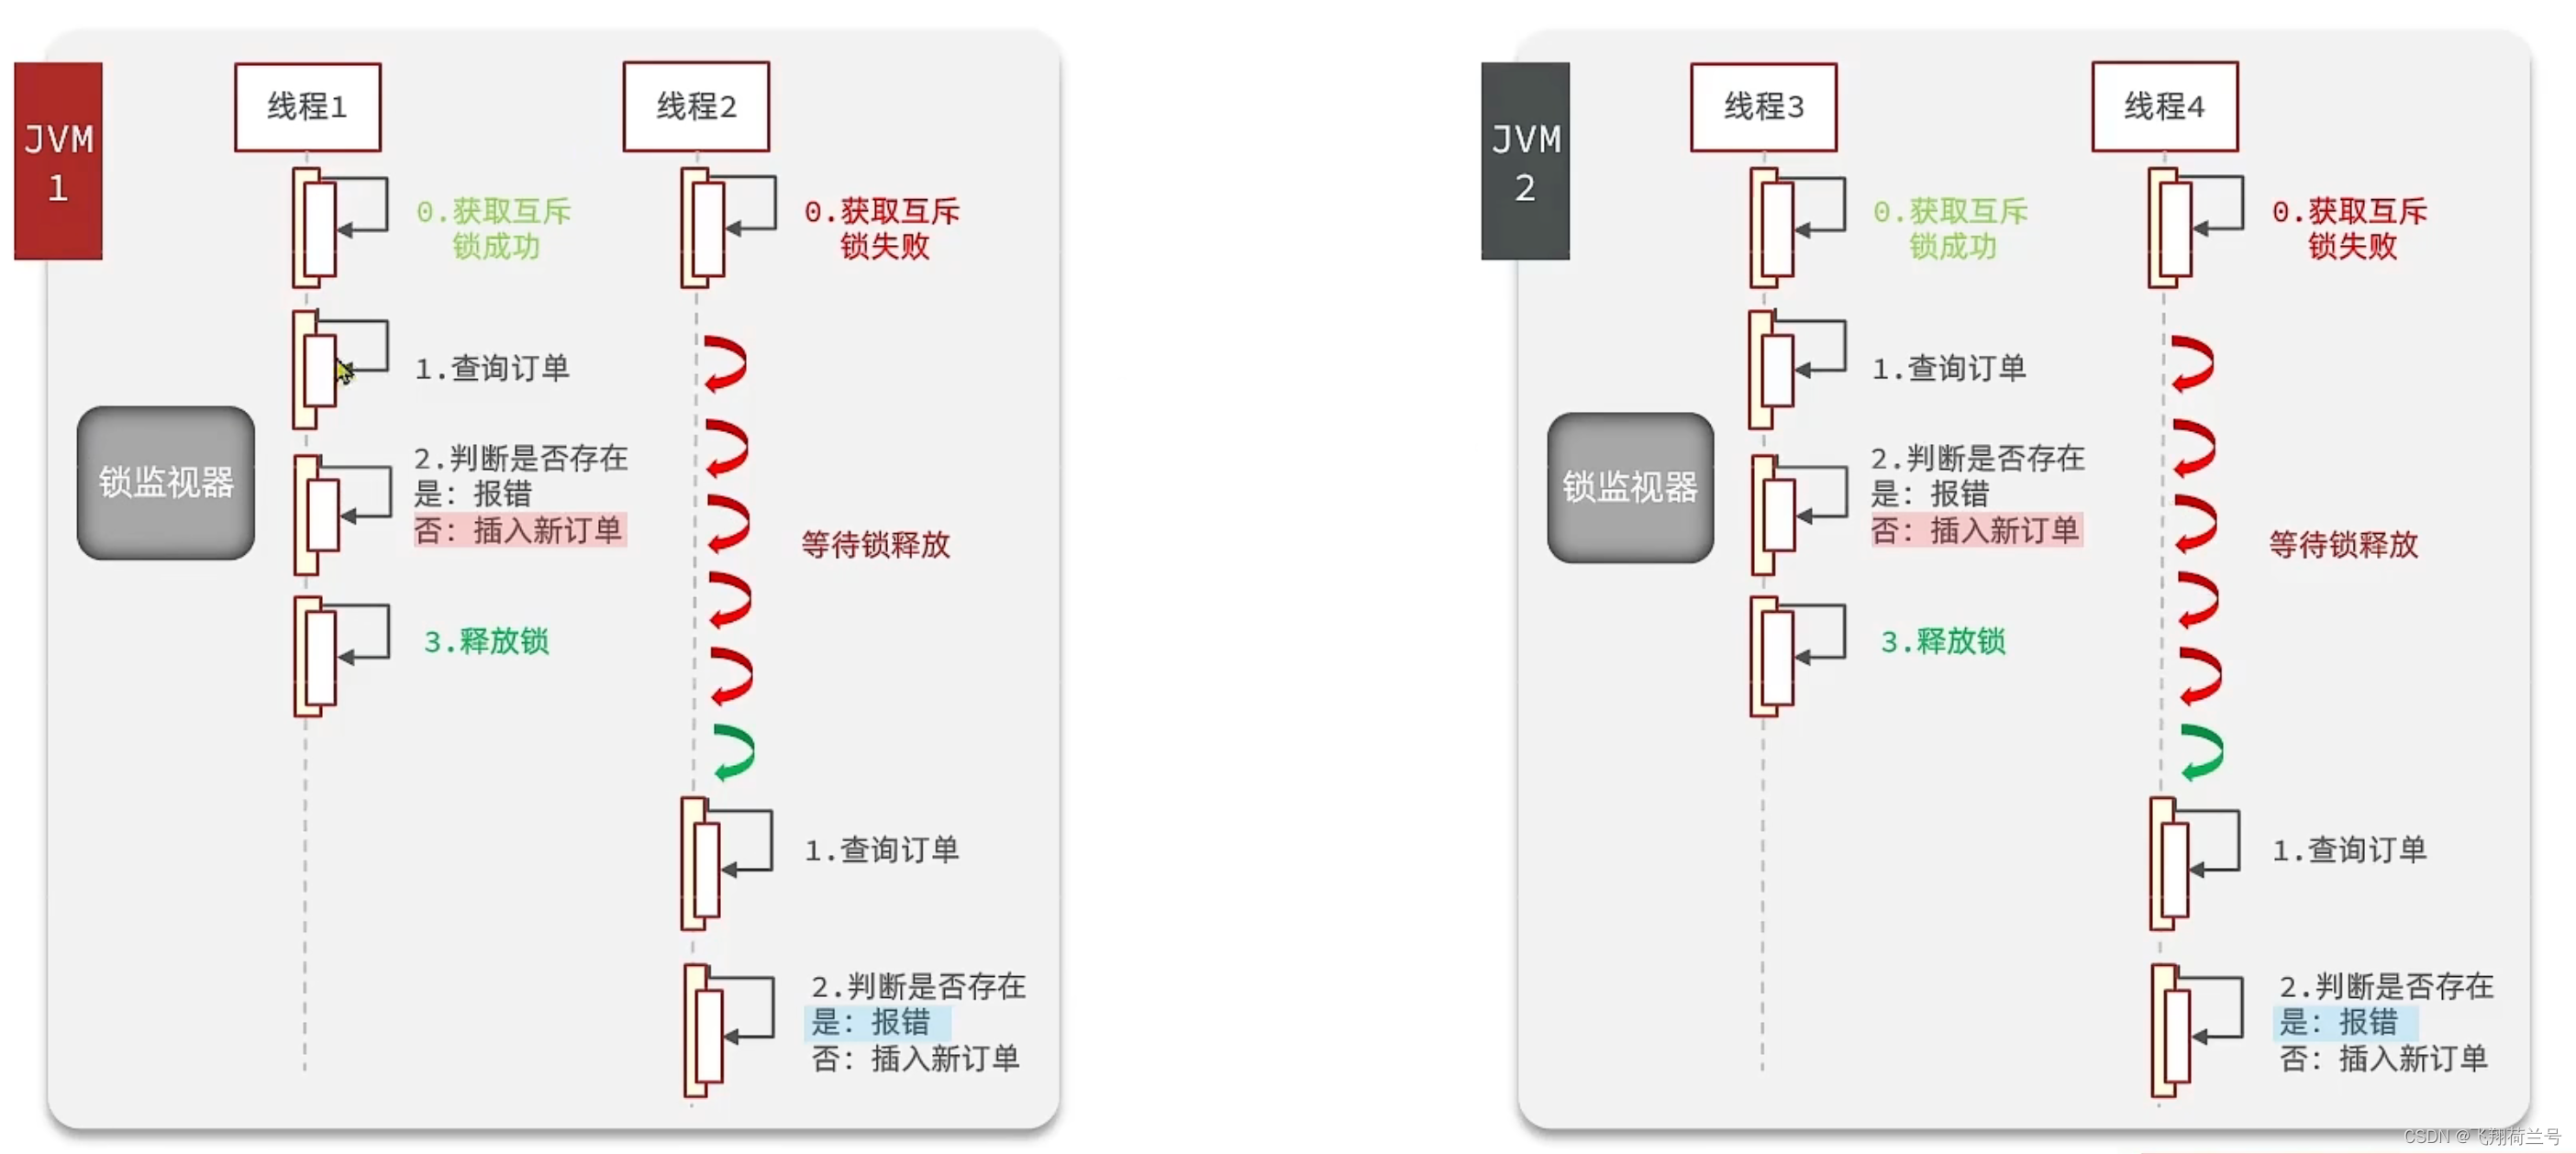 JVM
1
线程1
0.获取互斥
锁成功
1.查询订单
锁监视器
2.判断是否存在
是：报错
否：插入新订单
3.释放锁
线程2
0.获取互斥
锁失败
等待锁释放
1.查询订单
2.判断是否存在
是：报错
否：插入新订单
JVM
2
线程3
0.获取互斥
锁成功
1.查询订单
锁监视器
2.判断是否存在
是：报错
否：插入新订单
3.释放锁
线程4
0.获取互斥
锁失败
等待锁释放
1.查询订单
2.判断是否存在
是：报错
否：插入新订单
CSDN @飞翔荷兰号